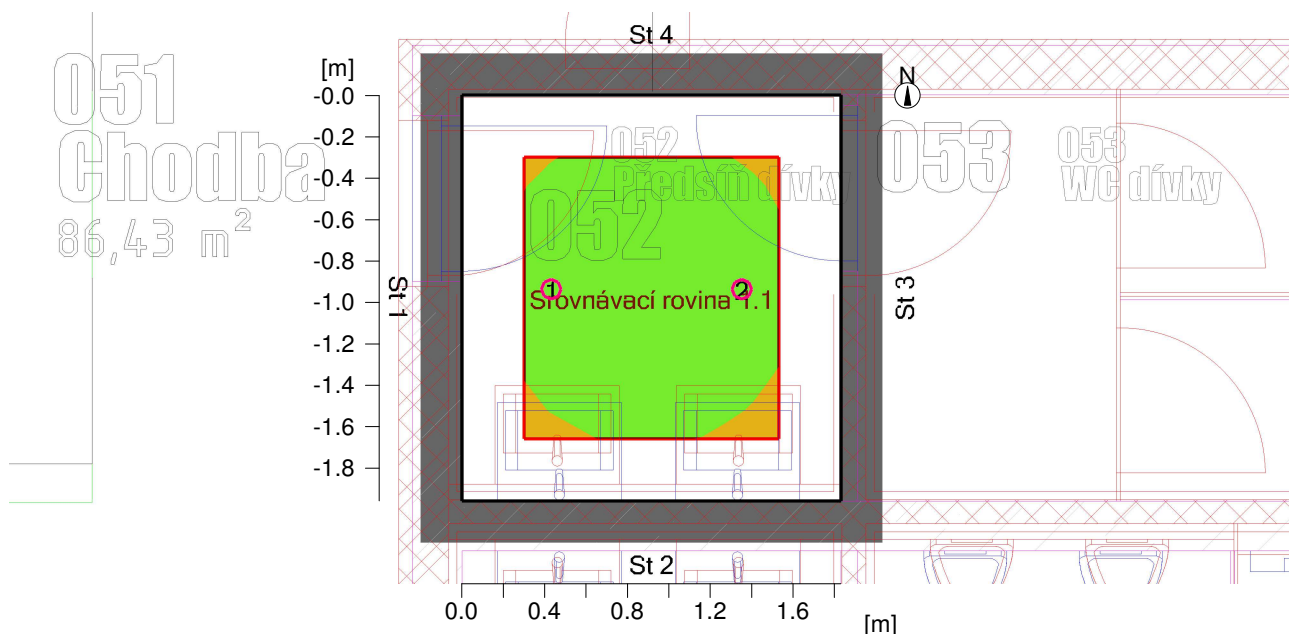 St 4
[m]
N
-0.0
-0.2
-0.4
-0.6
-0.8
-1.0
-1.2
-1.4
-1.6
-1.8
051
Chodba
86,43 m²
052
Předsíň dívky
052
053
053
WC dívky
St 1
1
2
Srovnávací rovina 1.1
St 3
St 2
0.0
0.4
0.8
1.2
1.6
[m]